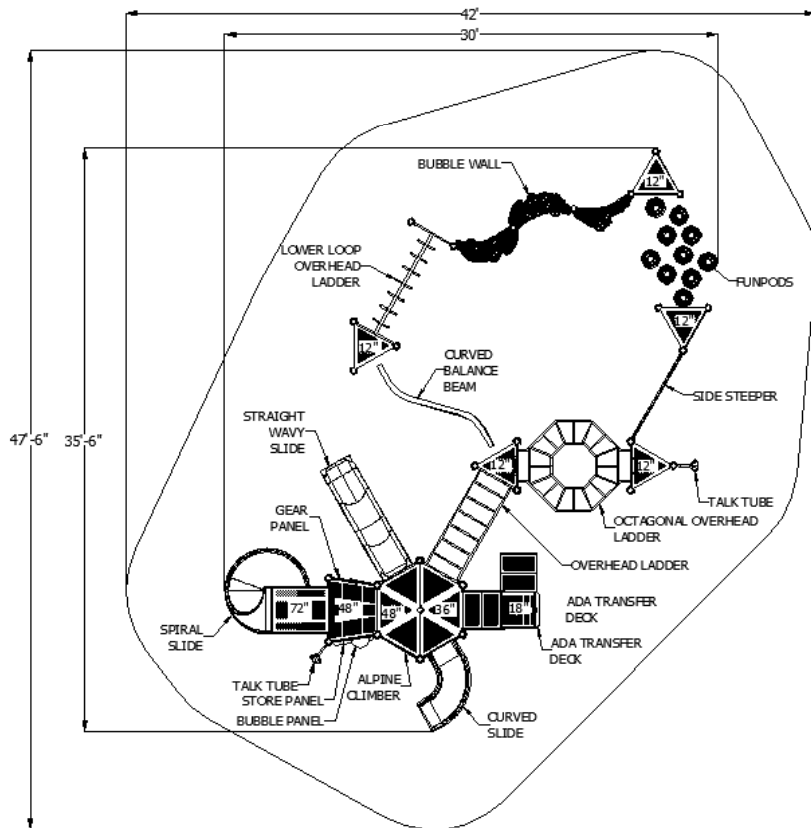 42'
30'
BUBBLE WALL
12"
LOWER LOOP
OVERHEAD
LADDER
FUNPODS
12"
12"
CURVED
BALANCE
BEAM
SIDE STEEPER
STRAIGHT
WAVY
SLIDE
47'-6"
35'-6"
12"
12"
TALK TUBE
GEAR
PANEL
OCTAGONAL OVERHEAD
LADDER
OVERHEAD LADDER
72"
48"
48"
36"
18"
ADA TRANSFER
DECK
SPIRAL
SLIDE
ADA TRANSFER
DECK
TALK TUBE
STORE PANEL
BUBBLE PANEL
ALPINE
CLIMBER
CURVED
SLIDE